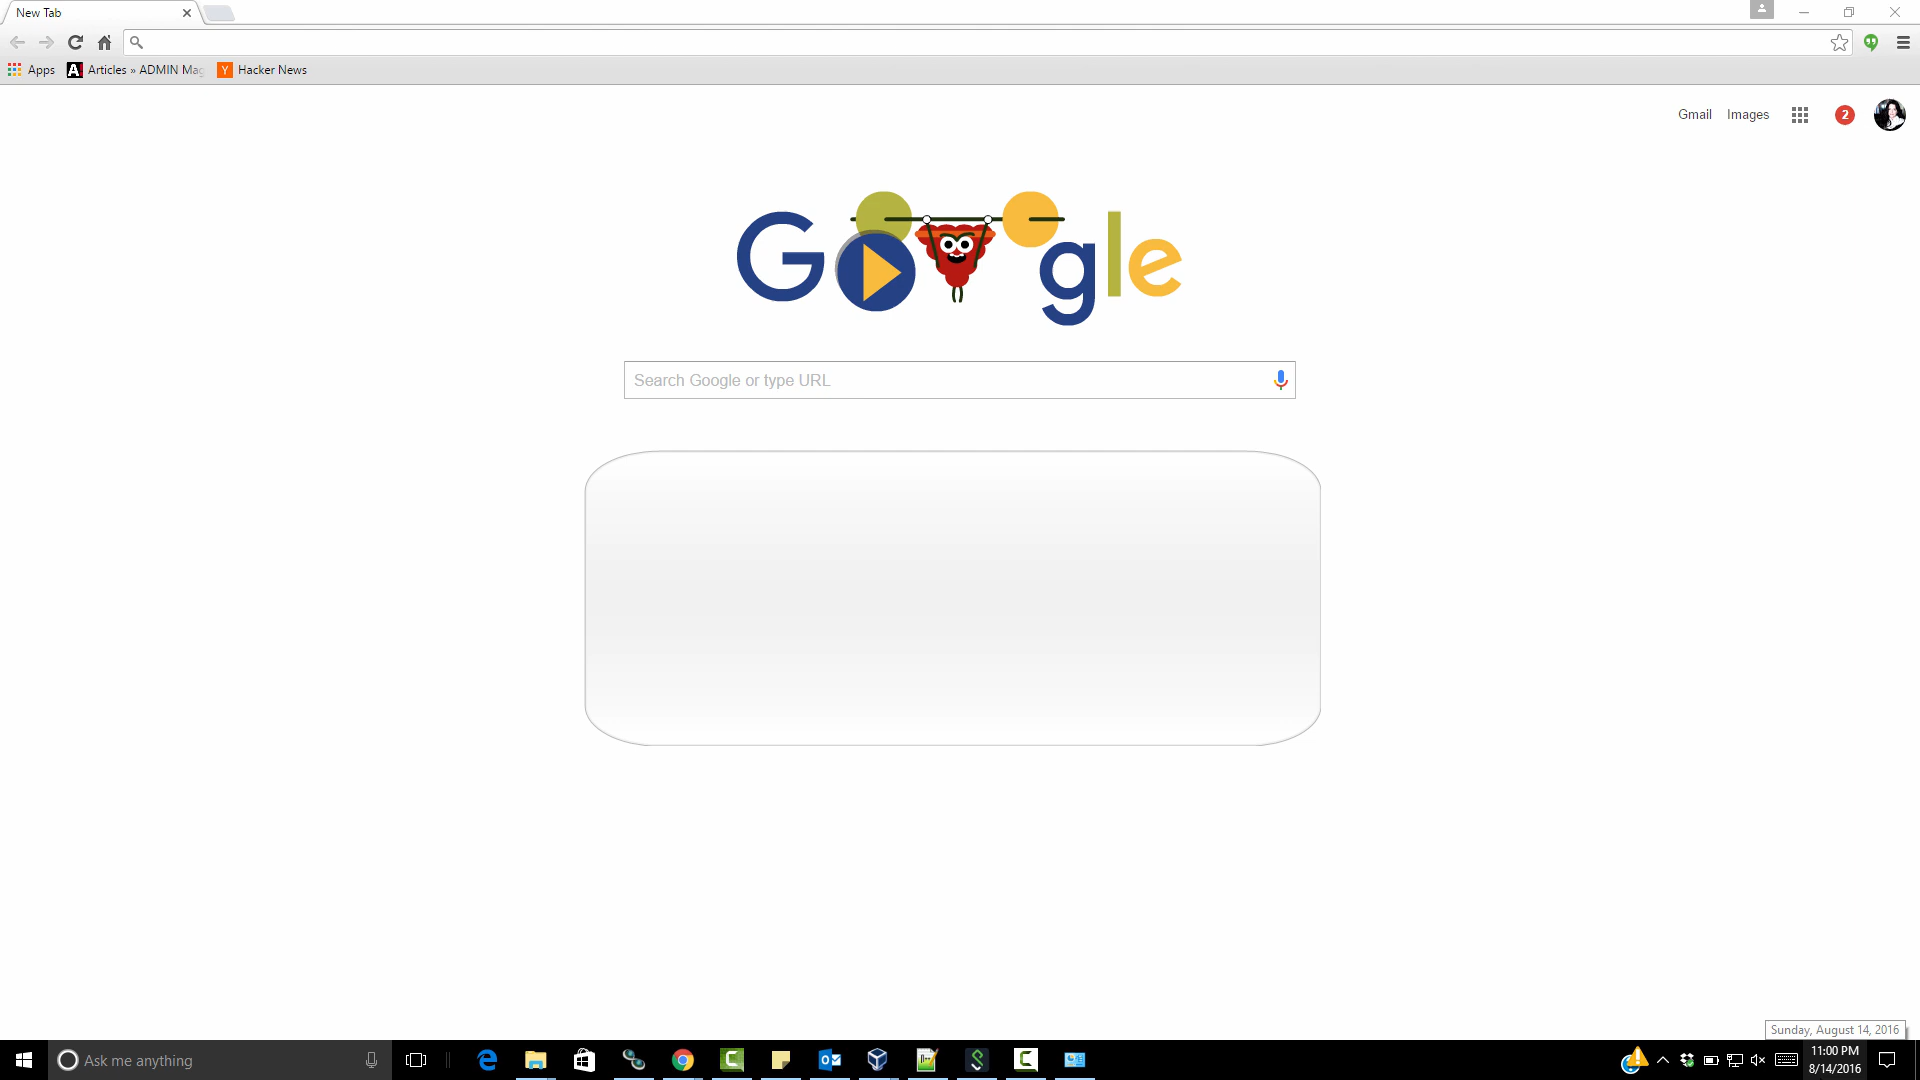 New Tab
Apps
Articles » ADMIN Mag
Hacker News
Gmail
Images
2
Google
Search Google or type URL
Sunday, August 14, 2016
Ask me anything
11:00 PM
8/14/2016